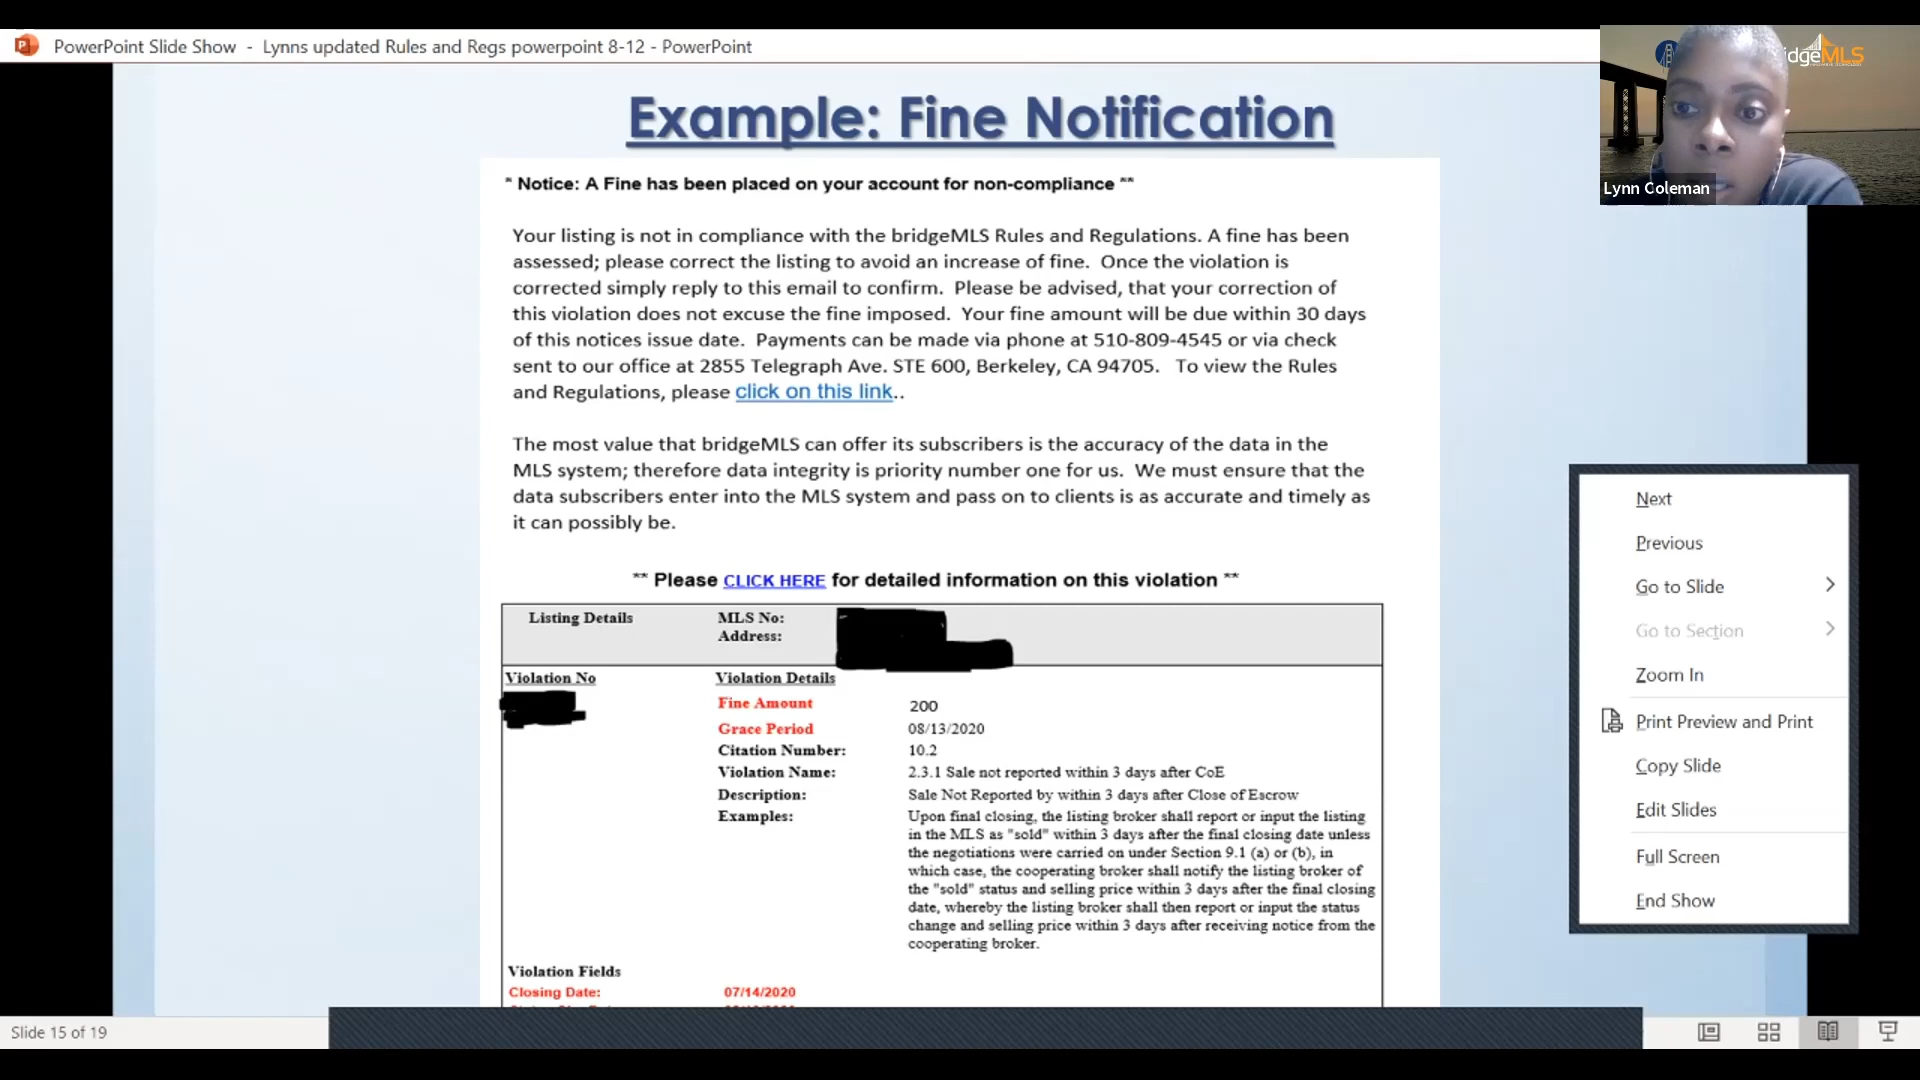 PowerPoint Slide Show - Lynns updated Rules and Regs powerpoint 8-12 - PowerPoint
dgeMLS
Lynn Coleman
Example: Fine Notification
* Notice: A Fine has been placed on your account for non-compliance **
Your listing is not in compliance with the bridgeMLS Rules and Regulations. A fine has been
assessed; please correct the listing to avoid an increase of fine. Once the violation is
corrected simply reply to this email to confirm. Please be advised, that your correction of
this violation does not excuse the fine imposed. Your fine amount will be due within 30 days
of this notices issue date. Payments can be made via phone at 510-809-4545 or via check
sent to our office at 2855 Telegraph Ave. STE 600, Berkeley, CA 94705. To view the Rules
and Regulations, please click on this link..
The most value that bridgeMLS can offer its subscribers is the accuracy of the data in the
MLS system; therefore data integrity is priority number one for us. We must ensure that the
data subscribers enter into the MLS system and pass on to clients is as accurate and timely as
it can possibly be.
** Please CLICK HERE for detailed information on this violation **
Listing Details MLS No:
Address:
Violation No Violation Details
Fine Amount 200
Grace Period 08/13/2020
Citation Number: 10.2
Violation Name: 2.3.1 Sale not reported within 3 days after CoE
Description: Sale Not Reported by within 3 days after Close of Escrow
Examples: Upon final closing, the listing broker shall report or input the listing
in the MLS as "sold" within 3 days after the final closing date unless
the negotiations were carried on under Section 9.1 (a) or (b), in
which case, the cooperating broker shall notify the listing broker of
the "sold" status and selling price within 3 days after the final closing
date, whereby the listing broker shall then report or input the status
change and selling price within 3 days after receiving notice from the
cooperating broker.
Violation Fields
Closing Date: 07/14/2020
Next
Previous
Go to Slide
Go to Section
Zoom In
Print Preview and Print
Copy Slide
Edit Slides
Full Screen
End Show
Slide 15 of 19